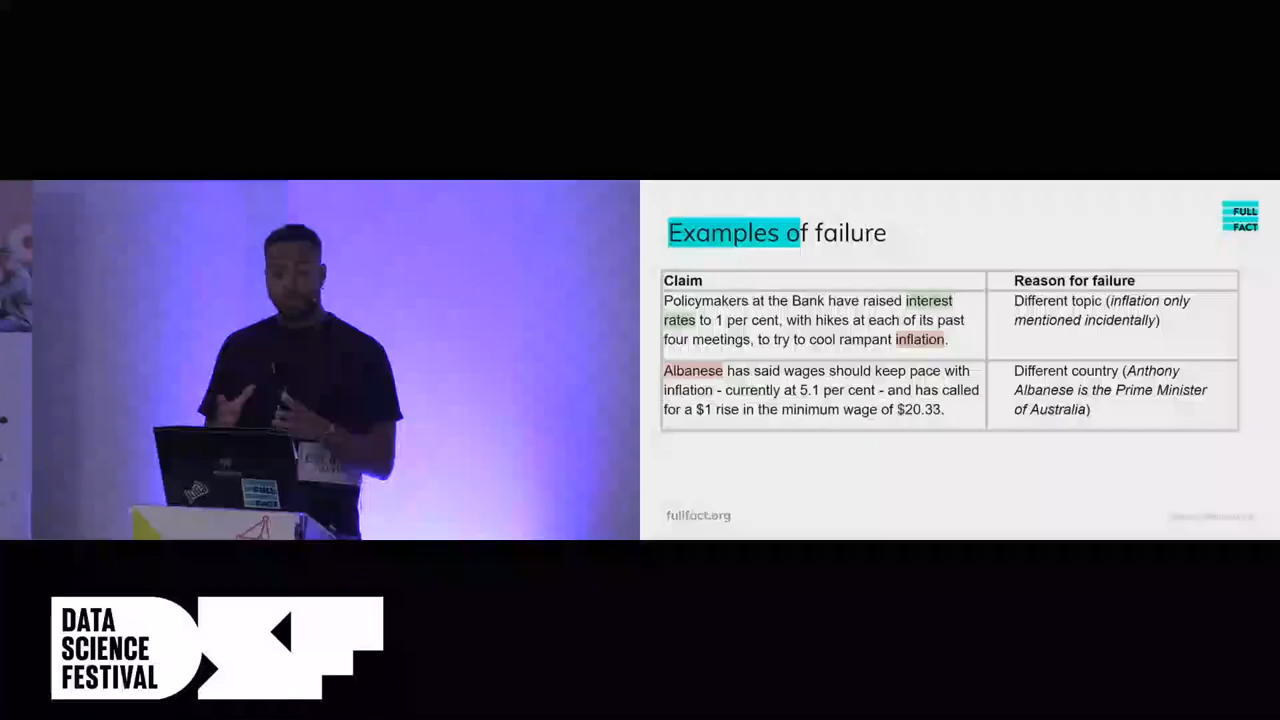 Examples of failure
FULL
FACT
Claim
Reason for failure
Policymakers at the Bank have raised interest
rates to 1 per cent, with hikes at each of its past
four meetings, to try to cool rampant inflation.
Different topic (inflation only
mentioned incidentally)
Albanese has said wages should keep pace with
inflation - currently at 5.1 per cent - and has called
for a $1 rise in the minimum wage of $20.33.
Different country (Anthony
Albanese is the Prime Minister
of Australia)
fullfact.org
FULL
FACT
DATA
SCIENCE
FESTIVAL